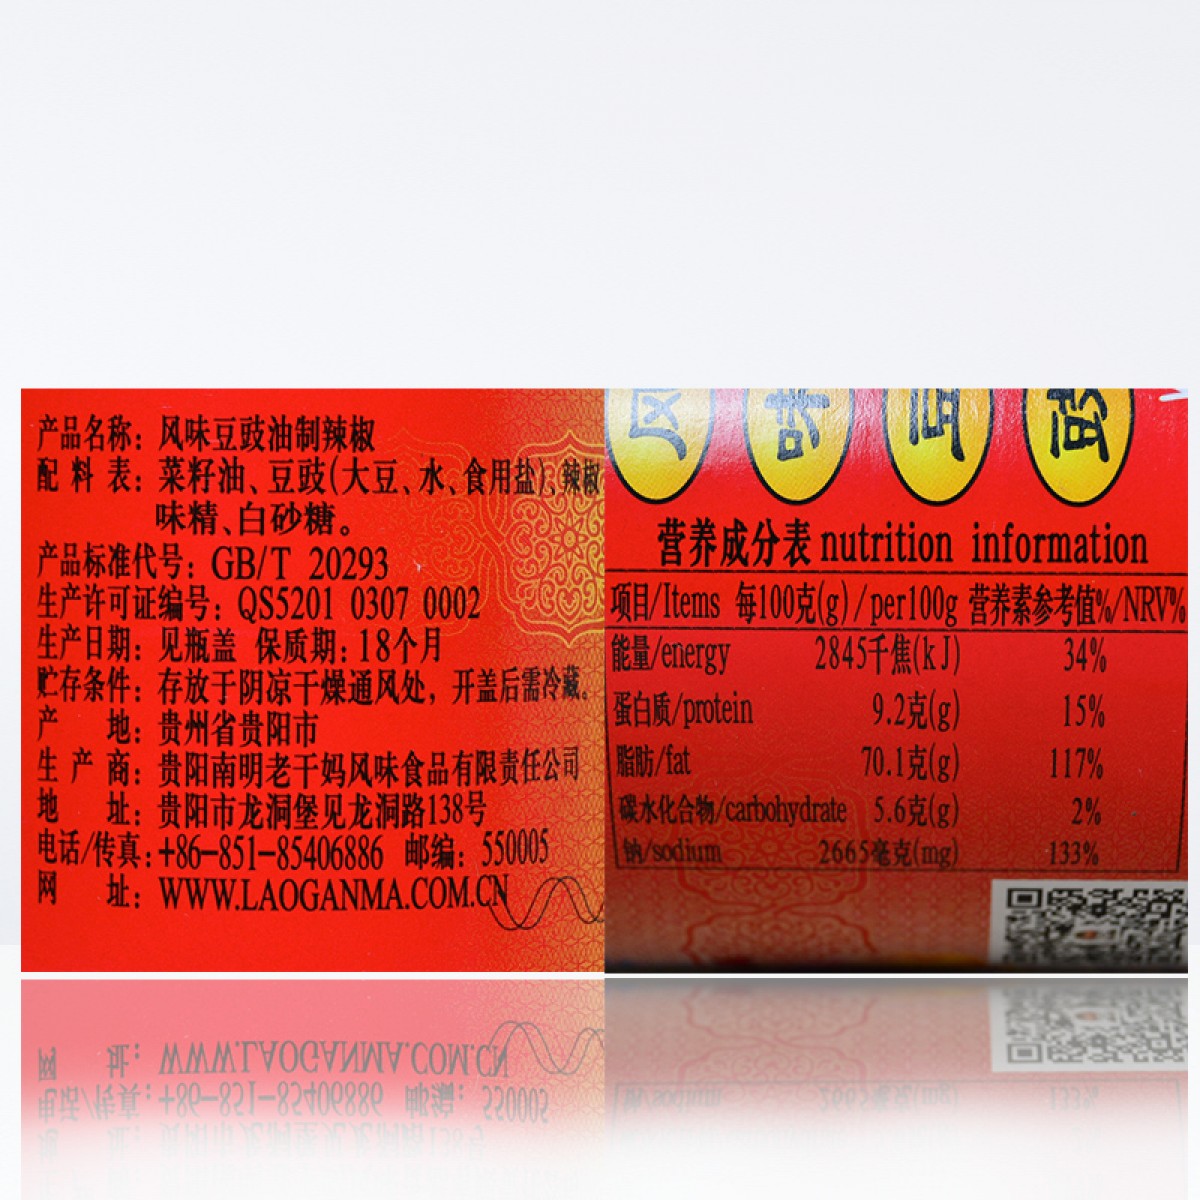 产品名称：风味豆豉油制辣椒
配料表：菜籽油、豆豉(大豆、水、食用盐)、辣椒
味精、白砂糖。
产品标准代号：GB/T 20293
生产许可证编号：QS5201 0307 0002
生产日期：见瓶盖 保质期：18个月
贮存条件：存放于阴凉干燥通风处，开盖后需冷藏。
产地：贵州省贵阳市
生产商：贵阳南明老干妈风味食品有限责任公司
地址：贵阳市龙洞堡见龙洞路138号
电话/传真：+86-851-85406886 邮编：550005
网址：WWW.LAOGANMA.COM.CN
风味豆豉
营养成分表 nutrition information
项目/Items 每100克(g)/per100g 营养素参考值%/NRV%
能量/energy 2845千焦(kJ) 34%
蛋白质/protein 9.2克(g) 15%
脂肪/fat 70.1克(g) 117%
碳水化合物/carbohydrate 5.6克(g) 2%
钠/sodium 2665毫克(mg) 133%